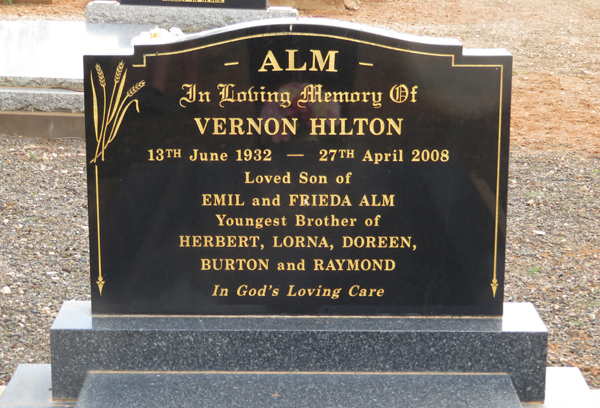 – ALM –
In Loving Memory Of
VERNON HILTON
13TH June 1932 — 27TH April 2008
Loved Son of
EMIL and FRIEDA ALM
Youngest Brother of
HERBERT, LORNA, DOREEN,
BURTON and RAYMOND
In God's Loving Care